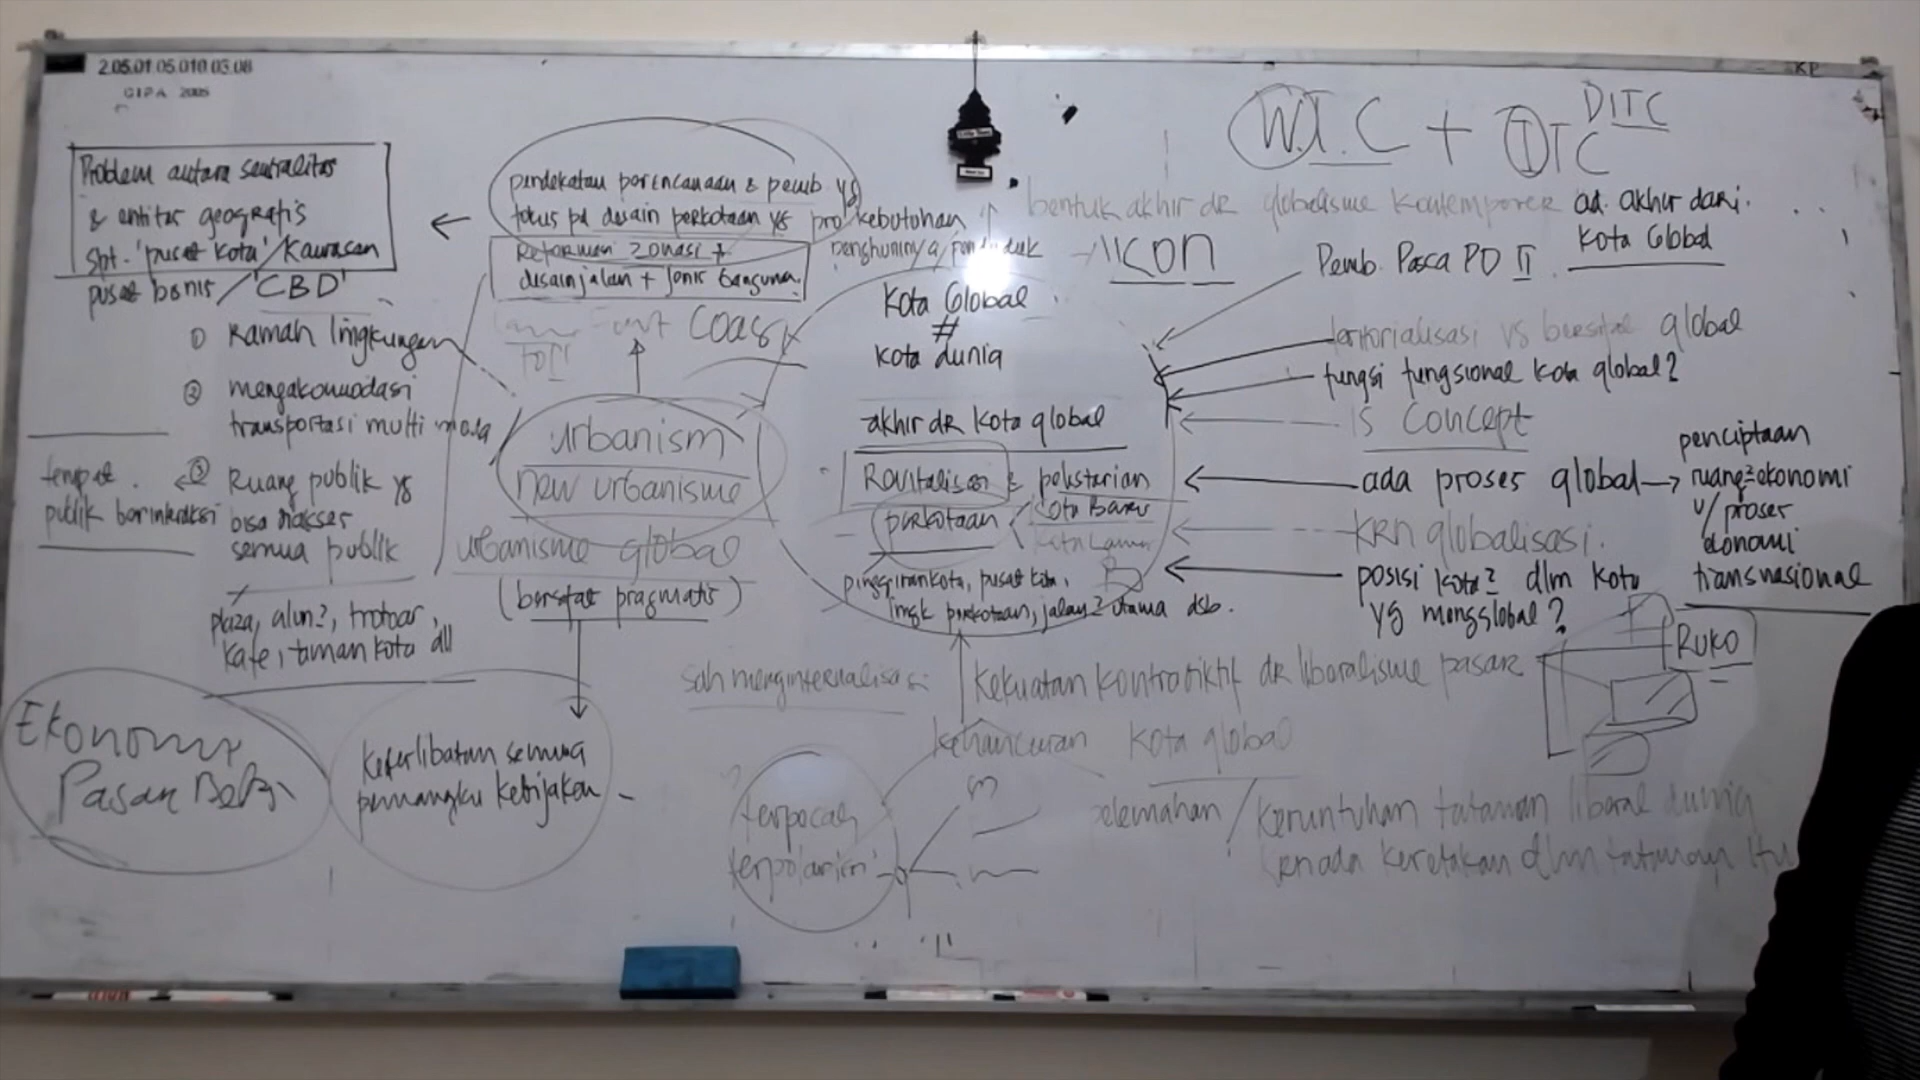 2.05.01.05.010.03.08
GIPA 2005
KP
W.T.C + ITC
DITC
Problem antara sentralitas
& entitas geografis
spt. 'pusat kota'/kawasan
pusat bisnis/'CBD'
pendekatan perencanaan & pemb yg
fokus pd desain perkotaan yg pro kebutuhan
penghuninya/penduduk
Reformasi zonasi +
desain jalan + jenis bangunan
bentuk akhir dr globalisme kontemporer ad. akhir dari
Kota Global
ICON
Pemb. Pasca PD II
① Ramah lingkungan
② mengakomodasi
transportasi multi moda
③ Ruang publik yg
bisa diakses
semua publik
tempat
publik berinteraksi
plaza, alun2, trotoar,
kafe, taman kota dll
COAS
urbanism
new urbanisme
urbanisme global
(bersifat pragmatis)
Keterlibatan semua
pemangku kebijakan
Ekonomi
Pasar Bebas
Kota Global
#
kota dunia
akhir dr kota global
Revitalisasi & pelestarian
perkotaan
kota Baru
kota Lama
pinggiran kota, pusat kota,
lingk perkotaan, jalan2 utama dsb.
teritorialisasi vs bersifat global
fungsi fungsional kota global?
is concept
ada proses global → penciptaan
ruang2 ekonomi
u/ proses
ekonomi
transnasional
KRN globalisasi.
posisi kota2 dlm kota
yg mengglobal?
Ruko
sah menginternalisasi
kekuatan kontradiktif dr liberalisme pasar
kehancuran kota global
pelemahan / keruntuhan tatanan liberal dunia
krn ada keretakan dlm tatanan itu
terpecah
terpolarisasi